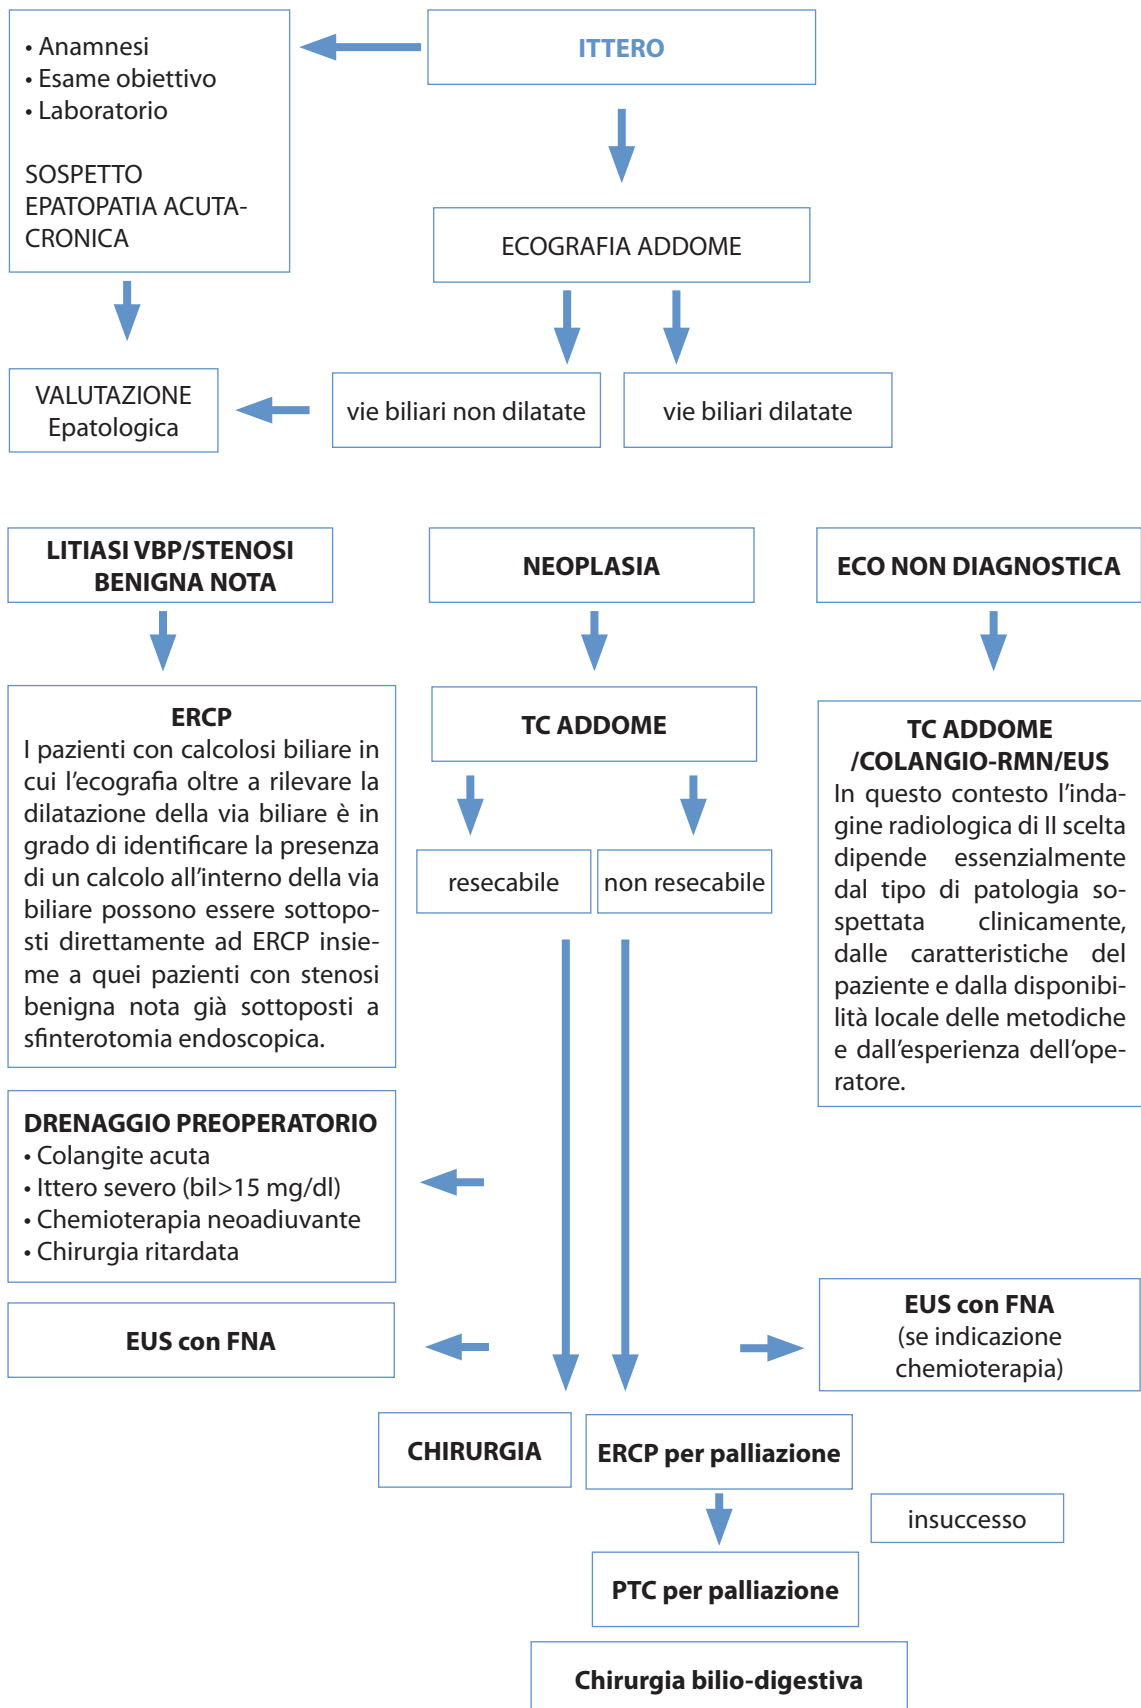 ITTERO
• Anamnesi
• Esame obiettivo
• Laboratorio
SOSPETTO
EPATOPATIA ACUTA-
CRONICA
ECOGRAFIA ADDOME
VALUTAZIONE
Epatologica
vie biliari non dilatate
vie biliari dilatate
LITIASI VBP/STENOSI
BENIGNA NOTA
NEOPLASIA
ECO NON DIAGNOSTICA
ERCP
I pazienti con calcolosi biliare in
cui l'ecografia oltre a rilevare la
dilatazione della via biliare è in
grado di identificare la presenza
di un calcolo all'interno della via
biliare possono essere sottopo-
sti direttamente ad ERCP insie-
me a quei pazienti con stenosi
benigna nota già sottoposti a
sfinterotomia endoscopica.
TC ADDOME
resecabile
non resecabile
TC ADDOME
/COLANGIO-RMN/EUS
In questo contesto l'inda-
gine radiologica di II scelta
dipende essenzialmente
dal tipo di patologia so-
spettata clinicamente,
dalle caratteristiche del
paziente e dalla disponibi-
lità locale delle metodiche
e dall'esperienza dell'ope-
ratore.
DRENAGGIO PREOPERATORIO
• Colangite acuta
• Ittero severo (bil>15 mg/dl)
• Chemioterapia neoadiuvante
• Chirurgia ritardata
EUS con FNA
EUS con FNA
(se indicazione
chemioterapia)
CHIRURGIA
ERCP per palliazione
insuccesso
PTC per palliazione
Chirurgia bilio-digestiva